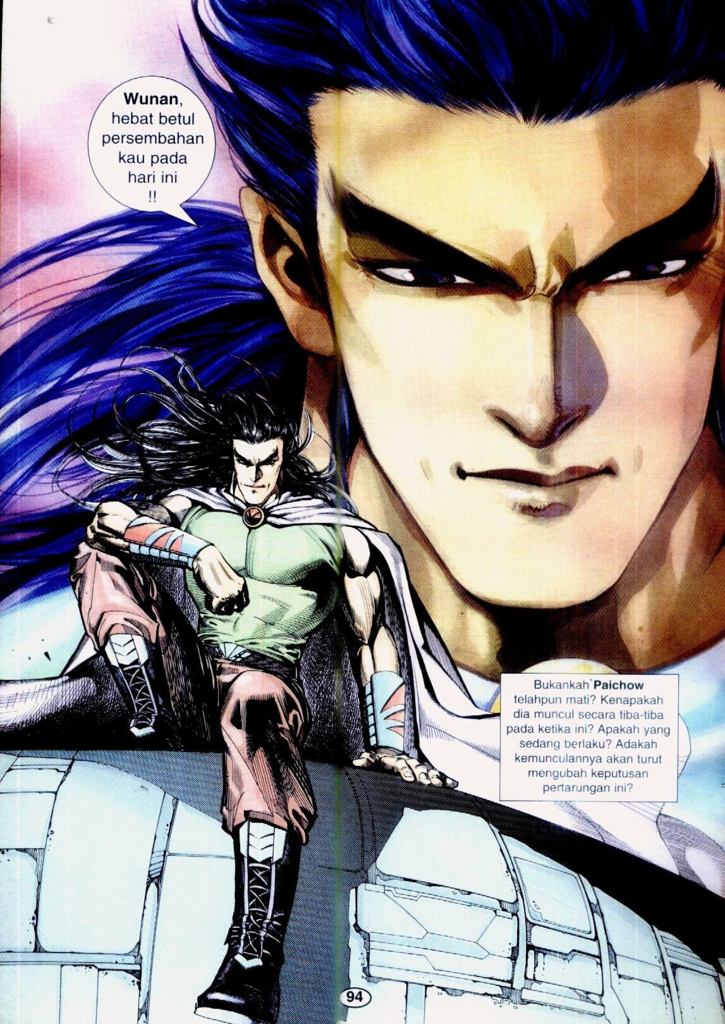 Wunan,
hebat betul
persembahan
kau pada
hari ini
!!
Bukankah Paichow
telahpun mati? Kenapakah
dia muncul secara tiba-tiba
pada ketika ini? Apakah yang
sedang berlaku? Adakah
kemunculannya akan turut
mengubah keputusan
pertarungan ini?
94